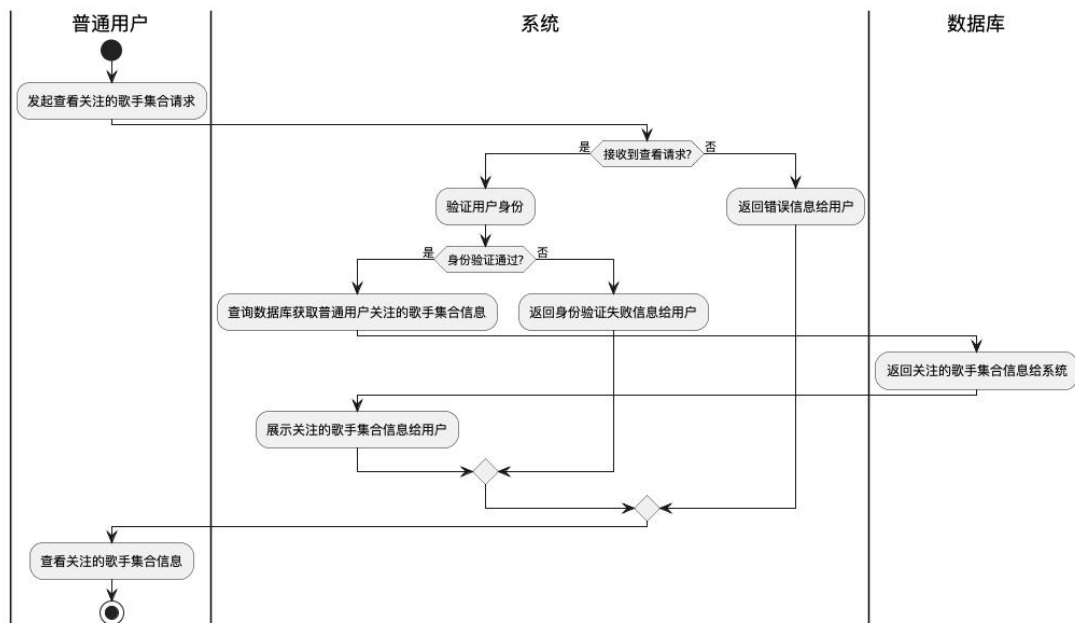 普通用户
系统
数据库
发起查看关注的歌手集合请求
是
接收到查看请求?
否
验证用户身份
返回错误信息给用户
是
身份验证通过?
否
查询数据库获取普通用户关注的歌手集合信息
返回身份验证失败信息给用户
返回关注的歌手集合信息给系统
展示关注的歌手集合信息给用户
查看关注的歌手集合信息